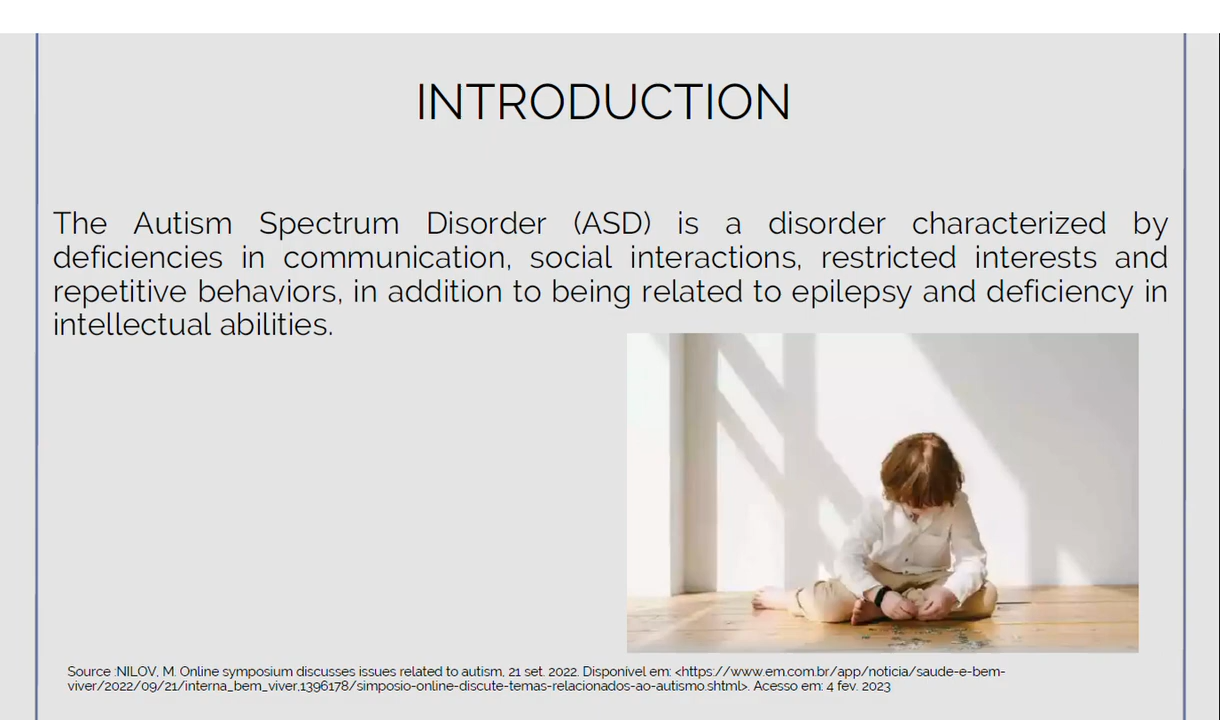 INTRODUCTION
The Autism Spectrum Disorder (ASD) is a disorder characterized by
deficiencies in communication, social interactions, restricted interests and
repetitive behaviors, in addition to being related to epilepsy and deficiency in
intellectual abilities.
Source :NILOV, M. Online symposium discusses issues related to autism, 21 set. 2022. Disponível em: <https://www.em.com.br/app/noticia/saude-e-bem-
viver/2022/09/21/interna_bem_viver,1396178/simposio-online-discute-temas-relacionados-ao-autismo.shtml>. Acesso em: 4 fev. 2023